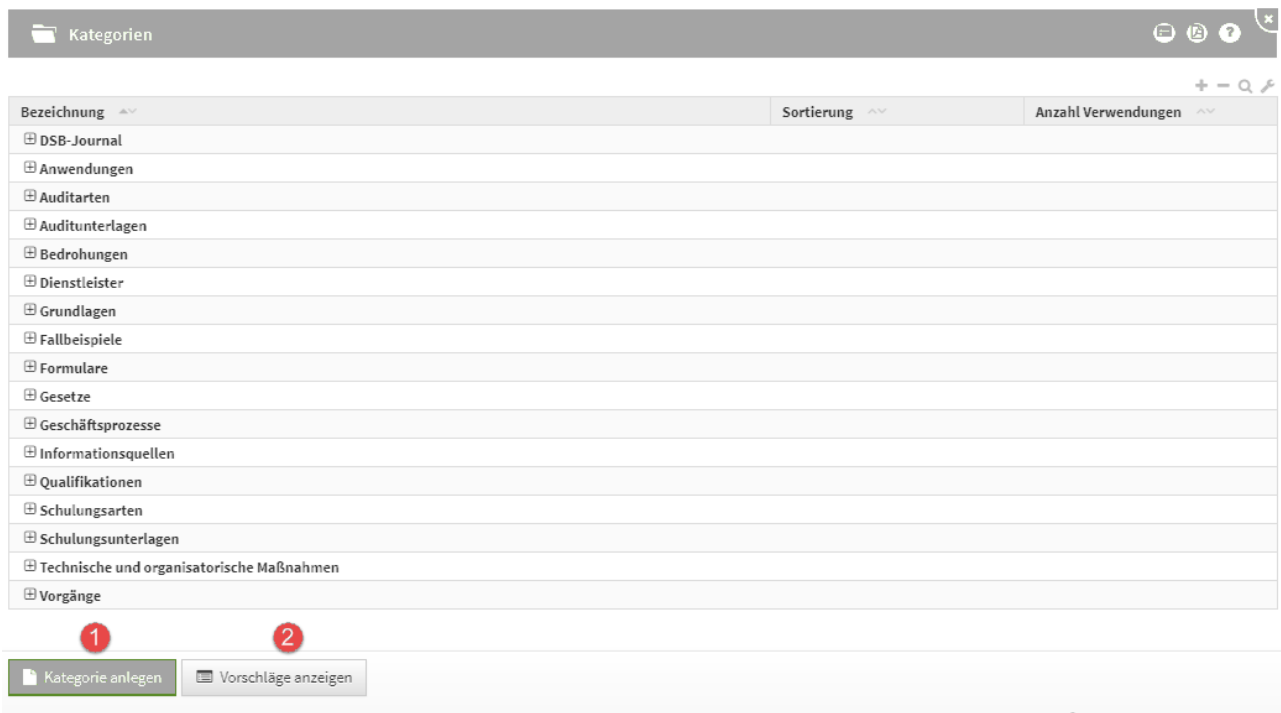 Kategorien
Bezeichnung Sortierung Anzahl Verwendungen
DSB-Journal
Anwendungen
Auditarten
Auditunterlagen
Bedrohungen
Dienstleister
Grundlagen
Fallbeispiele
Formulare
Gesetze
Geschäftsprozesse
Informationsquellen
Qualifikationen
Schulungsarten
Schulungsunterlagen
Technische und organisatorische Maßnahmen
Vorgänge
1 2
Kategorie anlegen Vorschläge anzeigen